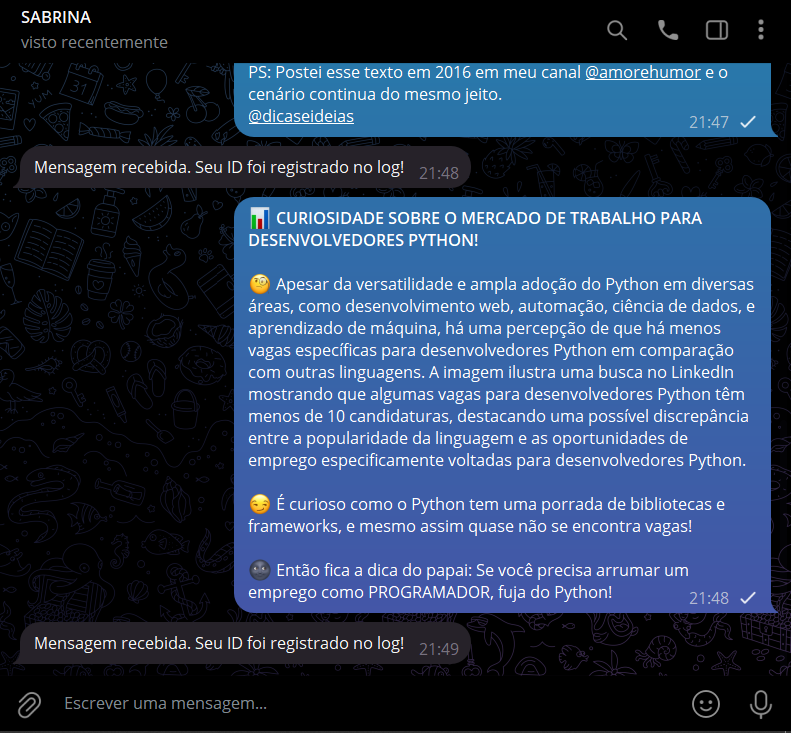 SABRINA
visto recentemente
PS: Postei esse texto em 2016 em meu canal @amorehumor e o
cenário continua do mesmo jeito.
@dicaseideias
21:47
Mensagem recebida. Seu ID foi registrado no log!
21:48
📊 CURIOSIDADE SOBRE O MERCADO DE TRABALHO PARA
DESENVOLVEDORES PYTHON!
🧐 Apesar da versatilidade e ampla adoção do Python em diversas
áreas, como desenvolvimento web, automação, ciência de dados, e
aprendizado de máquina, há uma percepção de que há menos
vagas específicas para desenvolvedores Python em comparação
com outras linguagens. A imagem ilustra uma busca no LinkedIn
mostrando que algumas vagas para desenvolvedores Python têm
menos de 10 candidaturas, destacando uma possível discrepância
entre a popularidade da linguagem e as oportunidades de
emprego especificamente voltadas para desenvolvedores Python.
😏 É curioso como o Python tem uma porrada de bibliotecas e
frameworks, e mesmo assim quase não se encontra vagas!
🌚 Então fica a dica do papai: Se você precisa arrumar um
emprego como PROGRAMADOR, fuja do Python!
21:48
Mensagem recebida. Seu ID foi registrado no log!
21:49
Escrever uma mensagem...